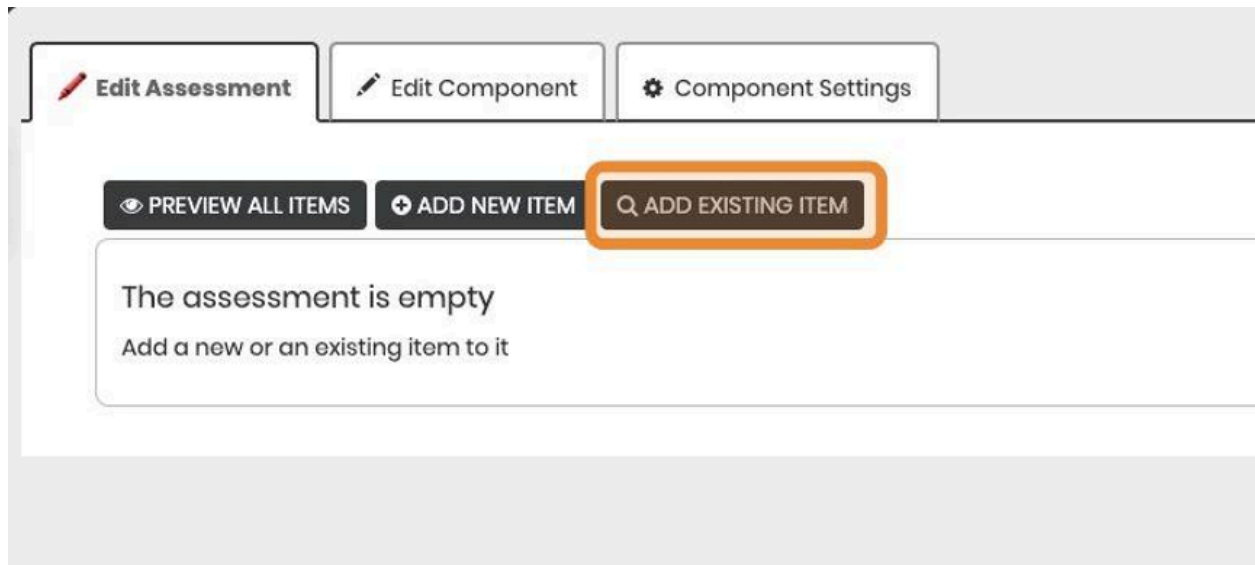 Edit Assessment Edit Component Component Settings
PREVIEW ALL ITEMS ADD NEW ITEM ADD EXISTING ITEM
The assessment is empty
Add a new or an existing item to it